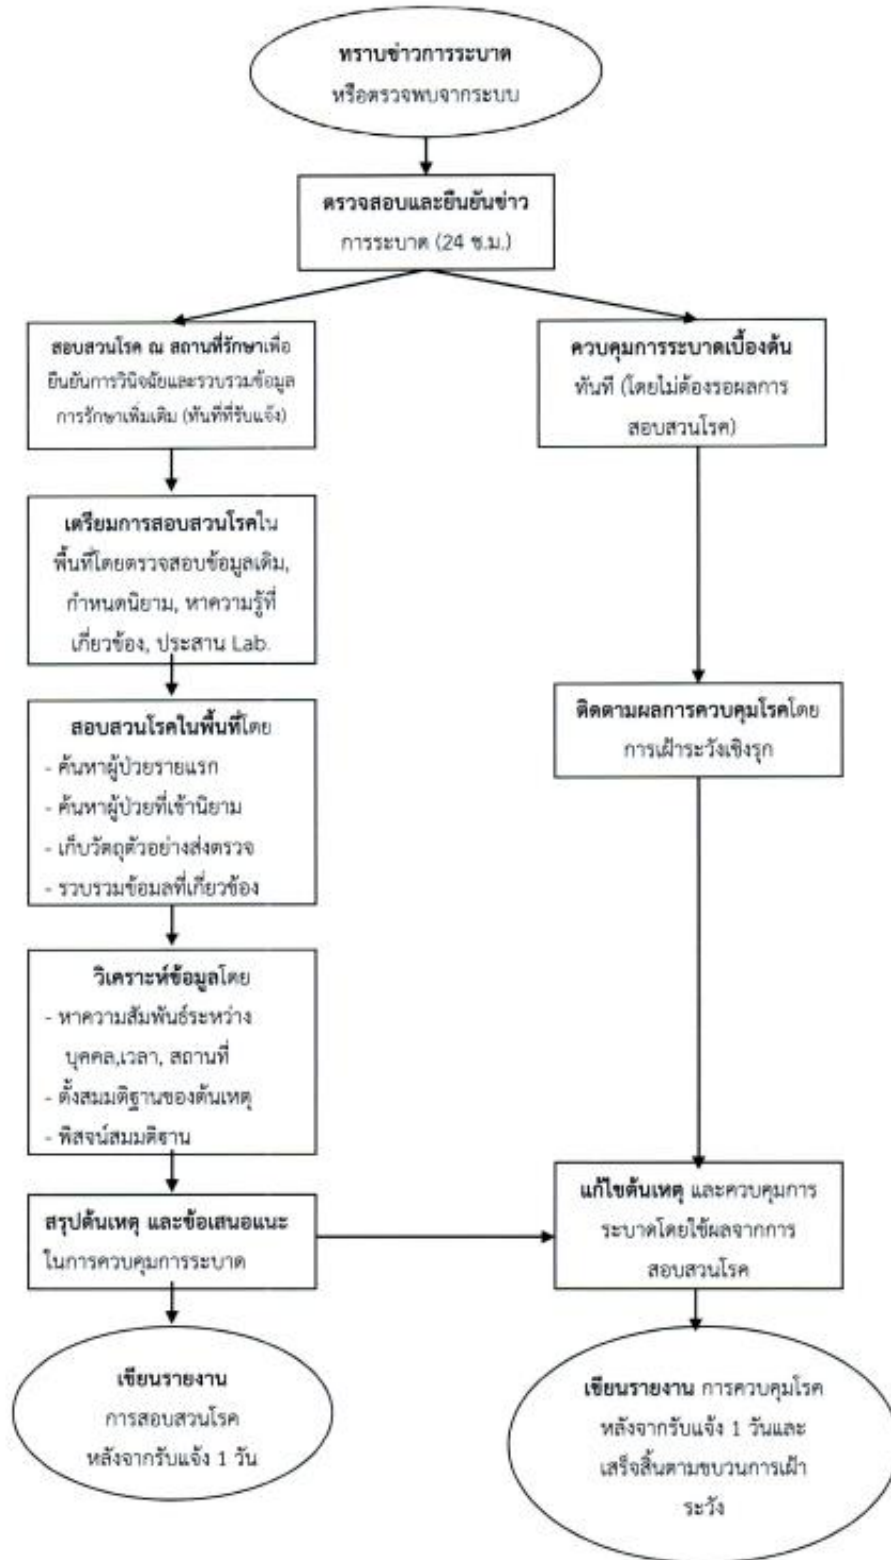 ทราบข่าวการระบาด
หรือตรวจพบจากระบบ
ตรวจสอบและยืนยันข่าว
การระบาด (24 ช.ม.)
สอบสวนโรค ณ สถานที่รักษาเพื่อ
ยืนยันการวินิจฉัยและรวบรวมข้อมูล
การรักษาเพิ่มเติม (ทันทีที่รับแจ้ง)
ควบคุมการระบาดเบื้องต้น
ทันที (โดยไม่ต้องรอผลการ
สอบสวนโรค)
เตรียมการสอบสวนโรคใน
พื้นที่โดยตรวจสอบข้อมูลเดิม,
กำหนดนิยาม, หาความรู้ที่
เกี่ยวข้อง, ประสาน Lab.
สอบสวนโรคในพื้นที่โดย
- ค้นหาผู้ป่วยรายแรก
- ค้นหาผู้ป่วยที่เข้านิยาม
- เก็บวัตถุตัวอย่างส่งตรวจ
- รวบรวมข้อมูลที่เกี่ยวข้อง
ติดตามผลการควบคุมโรคโดย
การเฝ้าระวังเชิงรุก
วิเคราะห์ข้อมูลโดย
- หาความสัมพันธ์ระหว่าง
บุคคล,เวลา, สถานที่
- ตั้งสมมติฐานของต้นเหตุ
- พิสูจน์สมมติฐาน
สรุปต้นเหตุ และข้อเสนอแนะ
ในการควบคุมการระบาด
แก้ไขต้นเหตุ และควบคุมการ
ระบาดโดยใช้ผลจากการ
สอบสวนโรค
เขียนรายงาน
การสอบสวนโรค
หลังจากรับแจ้ง 1 วัน
เขียนรายงาน การควบคุมโรค
หลังจากรับแจ้ง 1 วันและ
เสร็จสิ้นตามขบวนการเฝ้า
ระวัง